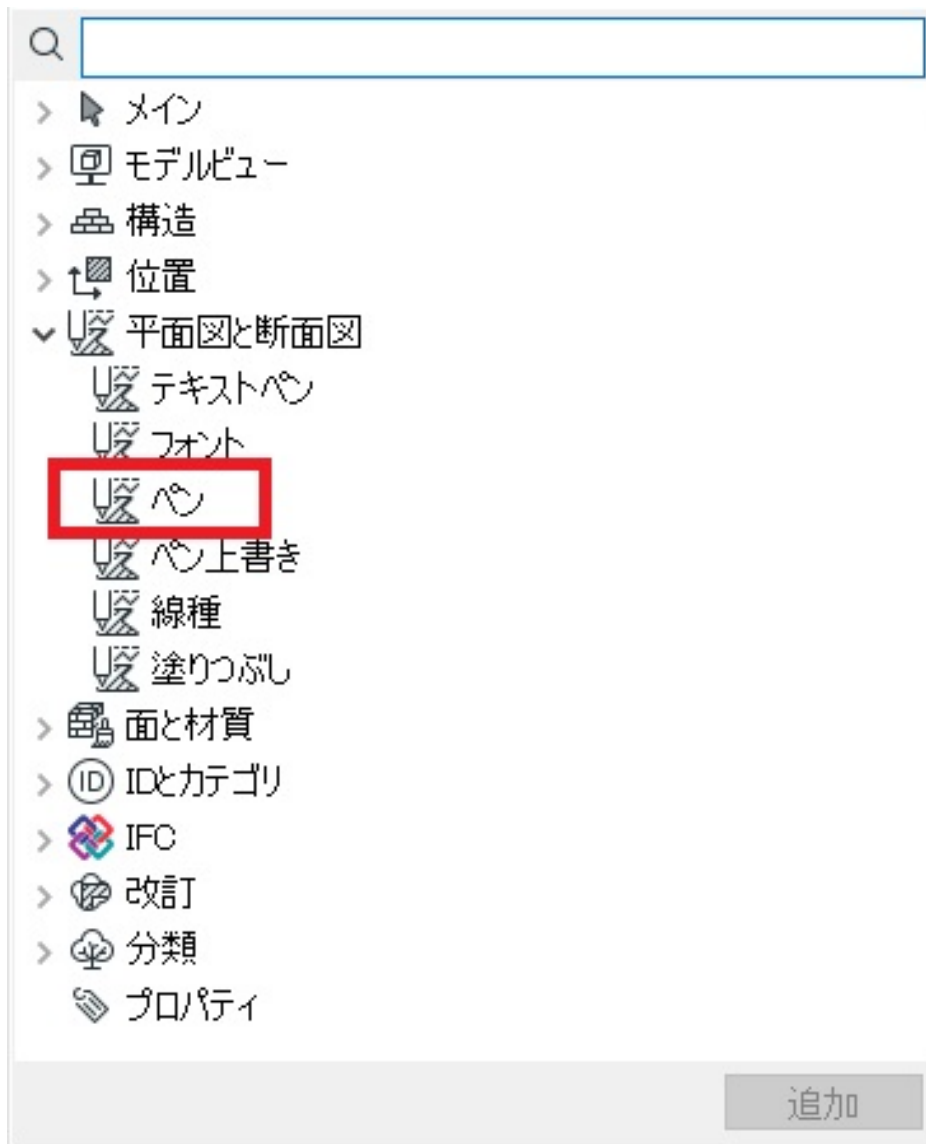 メイン
モデルビュー
構造
位置
平面図と断面図
テキストペン
フォント
ペン
ペン上書き
線種
塗りつぶし
面と材質
ID IDとカテゴリ
IFC
改訂
分類
プロパティ
追加